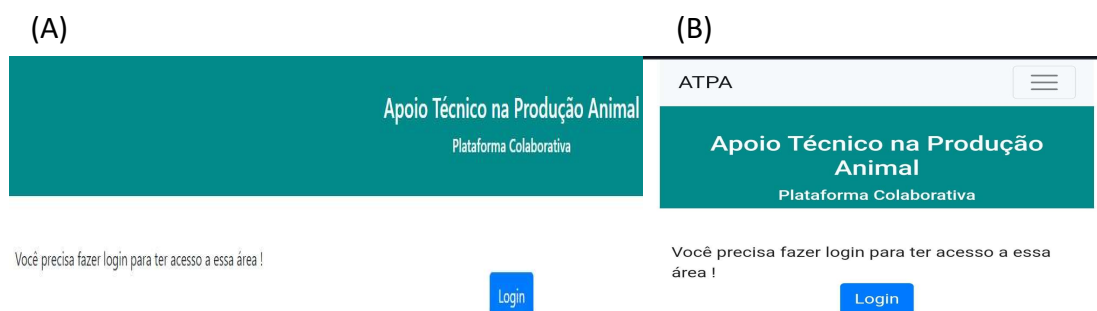 (A)
Apoio Técnico na Produção Animal
Plataforma Colaborativa
Você precisa fazer login para ter acesso a essa área !
Login
(B)
ATPA
Apoio Técnico na Produção
Animal
Plataforma Colaborativa
Você precisa fazer login para ter acesso a essa
área !
Login